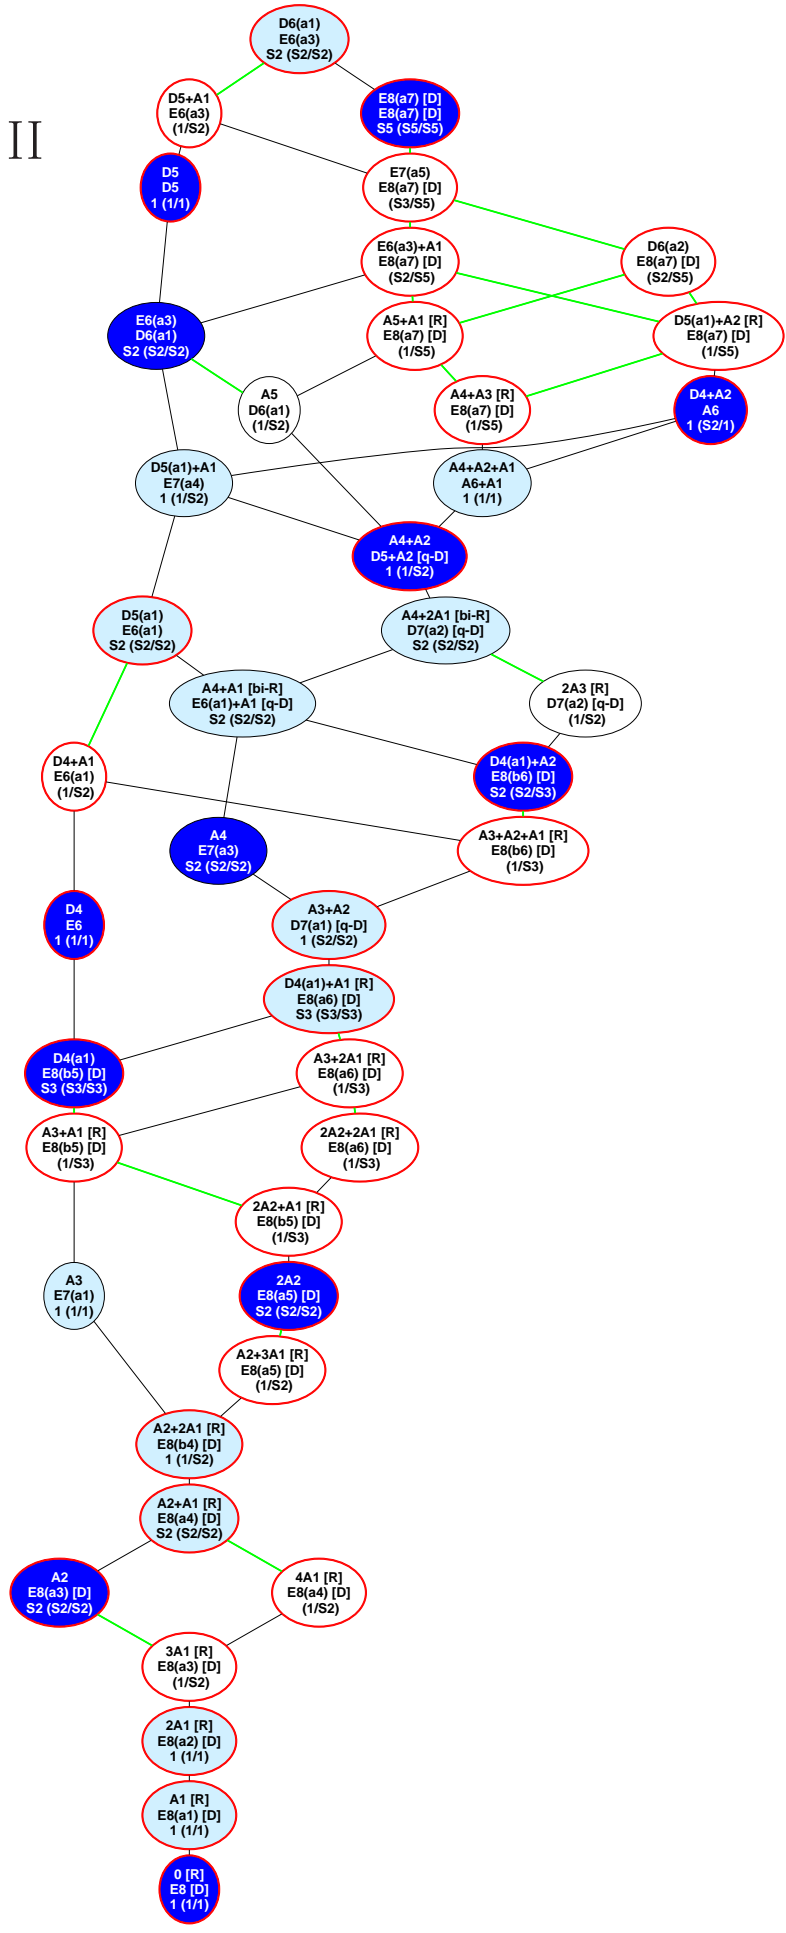 D6(a1)
E6(a3)
S2 (S2/S2)
D5+A1
E6(a3)
(1/S2)
E8(a7) [D]
E8(a7) [D]
S5 (S5/S5)
II
D5
D5
1 (1/1)
E7(a5)
E8(a7) [D]
(S3/S5)
E6(a3)+A1
E8(a7) [D]
(S2/S5)
D6(a2)
E8(a7) [D]
(S2/S5)
E6(a3)
D6(a1)
S2 (S2/S2)
A5+A1 [R]
E8(a7) [D]
(1/S5)
D5(a1)+A2 [R]
E8(a7) [D]
(1/S5)
A5
D6(a1)
(1/S2)
A4+A3 [R]
E8(a7) [D]
(1/S5)
D4+A2
A6
1 (S2/1)
D5(a1)+A1
E7(a4)
1 (1/S2)
A4+A2+A1
A6+A1
1 (1/1)
A4+A2
D5+A2 [q-D]
1 (1/S2)
D5(a1)
E6(a1)
S2 (S2/S2)
A4+2A1 [bi-R]
D7(a2) [q-D]
S2 (S2/S2)
A4+A1 [bi-R]
E6(a1)+A1 [q-D]
S2 (S2/S2)
2A3 [R]
D7(a2) [q-D]
(1/S2)
D4+A1
E6(a1)
(1/S2)
D4(a1)+A2
E8(b6) [D]
S2 (S2/S3)
A4
E7(a3)
S2 (S2/S2)
A3+A2+A1 [R]
E8(b6) [D]
(1/S3)
D4
E6
1 (1/1)
A3+A2
D7(a1) [q-D]
1 (S2/S2)
D4(a1)+A1 [R]
E8(a6) [D]
S3 (S3/S3)
D4(a1)
E8(b5) [D]
S3 (S3/S3)
A3+2A1 [R]
E8(a6) [D]
(1/S3)
A3+A1 [R]
E8(b5) [D]
(1/S3)
2A2+2A1 [R]
E8(a6) [D]
(1/S3)
2A2+A1 [R]
E8(b5) [D]
(1/S3)
A3
E7(a1)
1 (1/1)
2A2
E8(a5) [D]
S2 (S2/S2)
A2+3A1 [R]
E8(a5) [D]
(1/S2)
A2+2A1 [R]
E8(b4) [D]
1 (1/S2)
A2+A1 [R]
E8(a4) [D]
S2 (S2/S2)
A2
E8(a3) [D]
S2 (S2/S2)
4A1 [R]
E8(a4) [D]
(1/S2)
3A1 [R]
E8(a3) [D]
(1/S2)
2A1 [R]
E8(a2) [D]
1 (1/1)
A1 [R]
E8(a1) [D]
1 (1/1)
0 [R]
E8 [D]
1 (1/1)